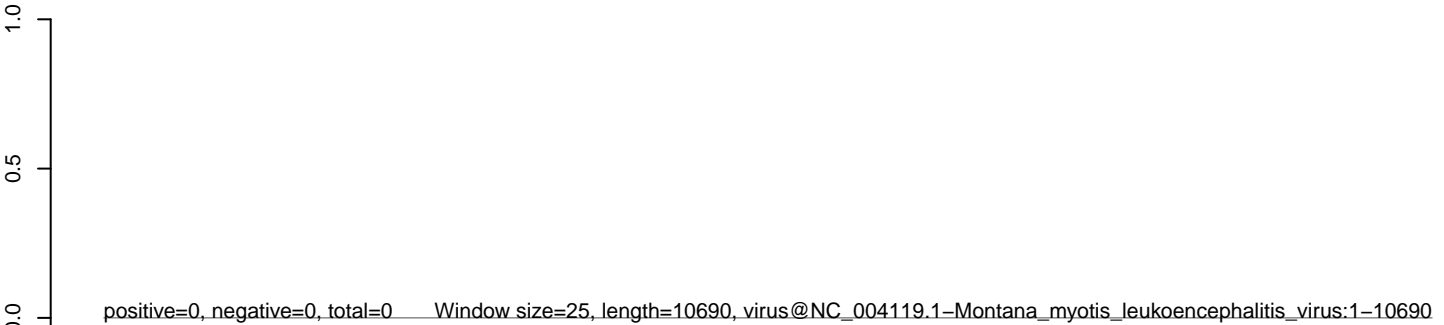 1.0
0.5
0.0
positive=0, negative=0, total=0 Window size=25, length=10690, virus@NC_004119.1−Montana_myotis_leukoencephalitis_virus:1−10690